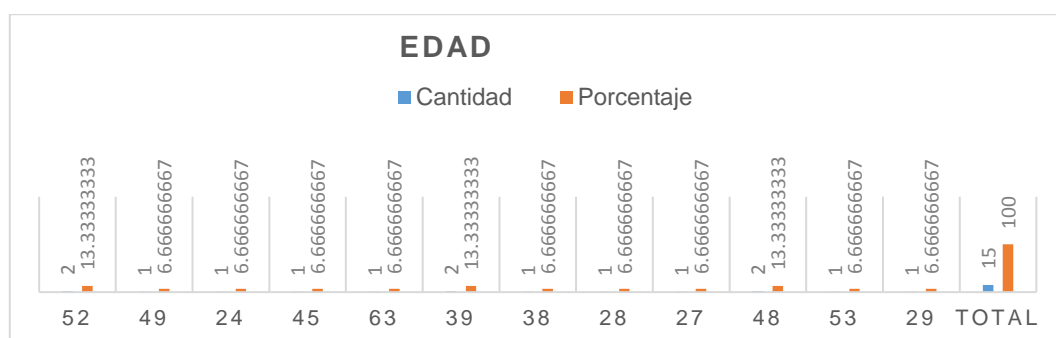 EDAD
Cantidad Porcentaje
2 13.33333333 1 6.666666667 1 6.666666667 1 6.666666667 1 6.666666667 2 13.33333333 1 6.666666667 1 6.666666667 1 6.666666667 2 13.33333333 1 6.666666667 1 6.666666667 15 100
52 49 24 45 63 39 38 28 27 48 53 29 TOTAL